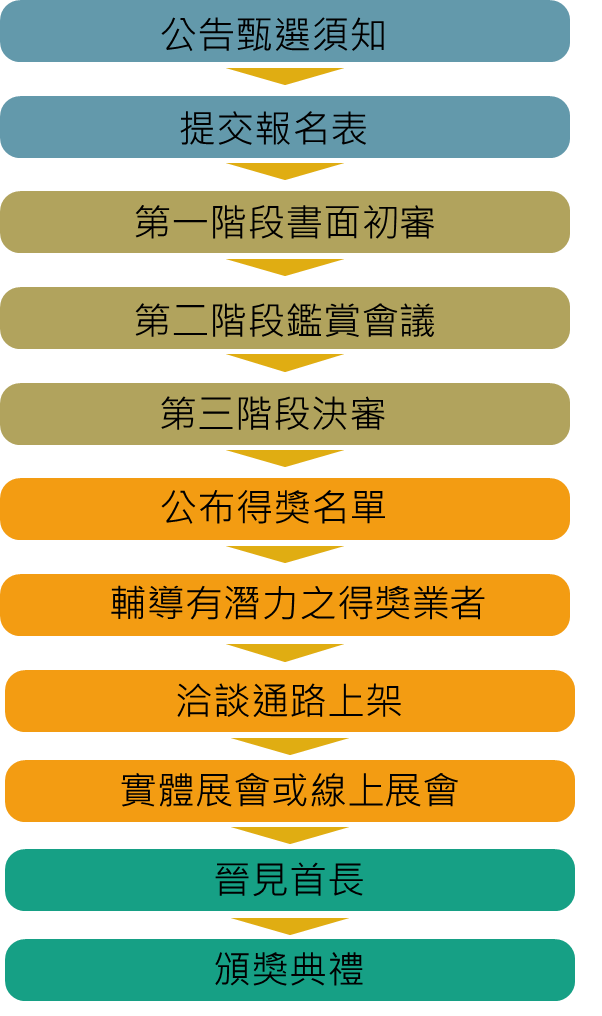 公告甄選須知
提交報名表
第一階段書面初審
第二階段鑑賞會議
第三階段決審
公布得獎名單
輔導有潛力之得獎業者
洽談通路上架
實體展會或線上展會
晉見首長
頒獎典禮